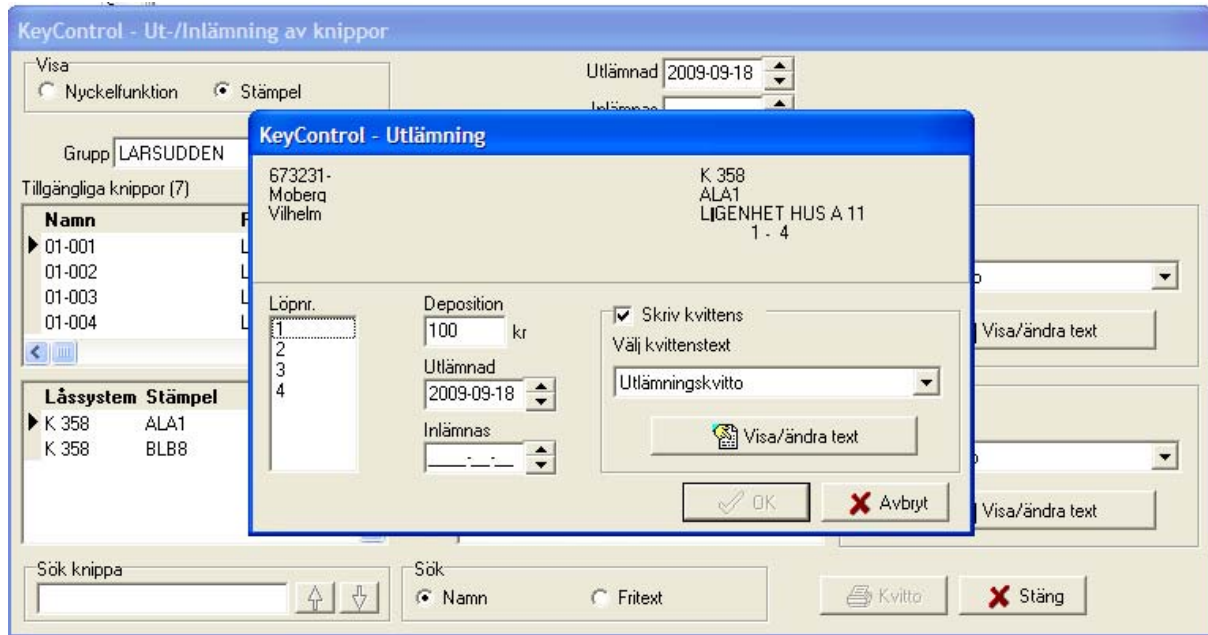 KeyControl - Ut-/Inlämning av knippor
Visa
Nyckelfunktion
Stämpel
Utlämnad 2009-09-18
Inlämnas
Grupp LARSUDDEN
Tillgängliga knippor (7)
Namn
01-001
01-002
01-003
01-004
Låssystem Stämpel
K 358 ALA1
K 358 BLB8
KeyControl - Utlämning
673231-
Moberg
Vilhelm
K 358
ALA1
LIGENHET HUS A 11
1 - 4
Löpnr.
1
2
3
4
Deposition
100 kr
Utlämnad
2009-09-18
Inlämnas
____-__-__
Skriv kvittens
Välj kvittenstext
Utlämningskvitto
Visa/ändra text
OK
Avbryt
Visa/ändra text
Visa/ändra text
Sök knippa
Sök
Namn
Fritext
Kvitto
Stäng